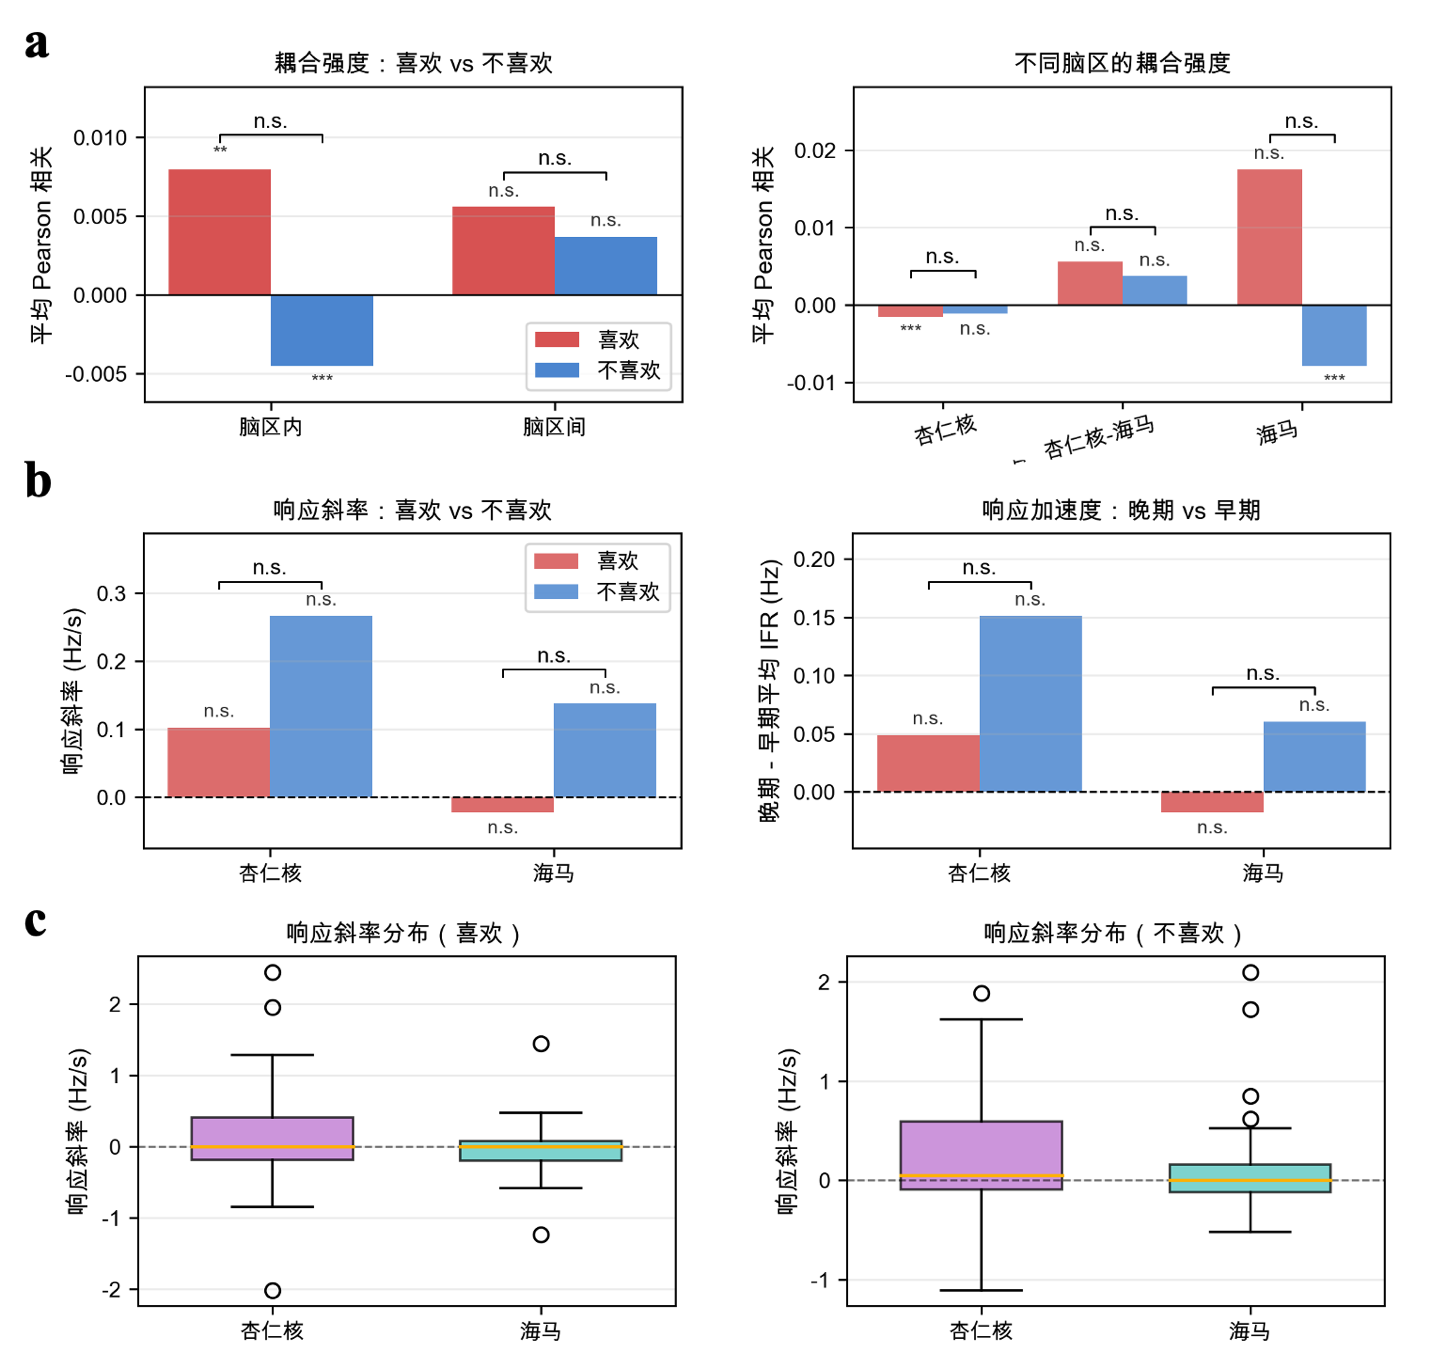 a
耦合强度：喜欢 vs 不喜欢
平均 Pearson 相关
0.010
0.005
0.000
-0.005
n.s.
**
***
n.s.
n.s.
n.s.
喜欢
不喜欢
脑区内
脑区间
不同脑区的耦合强度
平均 Pearson 相关
0.02
0.01
0.00
-0.01
n.s.
***
n.s.
n.s.
n.s.
n.s.
n.s.
n.s.
***
杏仁核
杏仁核-海马
海马
b
响应斜率：喜欢 vs 不喜欢
响应斜率 (Hz/s)
0.3
0.2
0.1
0.0
n.s.
n.s.
n.s.
n.s.
n.s.
n.s.
喜欢
不喜欢
杏仁核
海马
响应加速度：晚期 vs 早期
晚期 - 早期平均 IFR (Hz)
0.20
0.15
0.10
0.05
0.00
n.s.
n.s.
n.s.
n.s.
n.s.
n.s.
杏仁核
海马
c
响应斜率分布（喜欢）
响应斜率 (Hz/s)
2
1
0
-1
-2
杏仁核
海马
响应斜率分布（不喜欢）
响应斜率 (Hz/s)
2
1
0
-1
杏仁核
海马